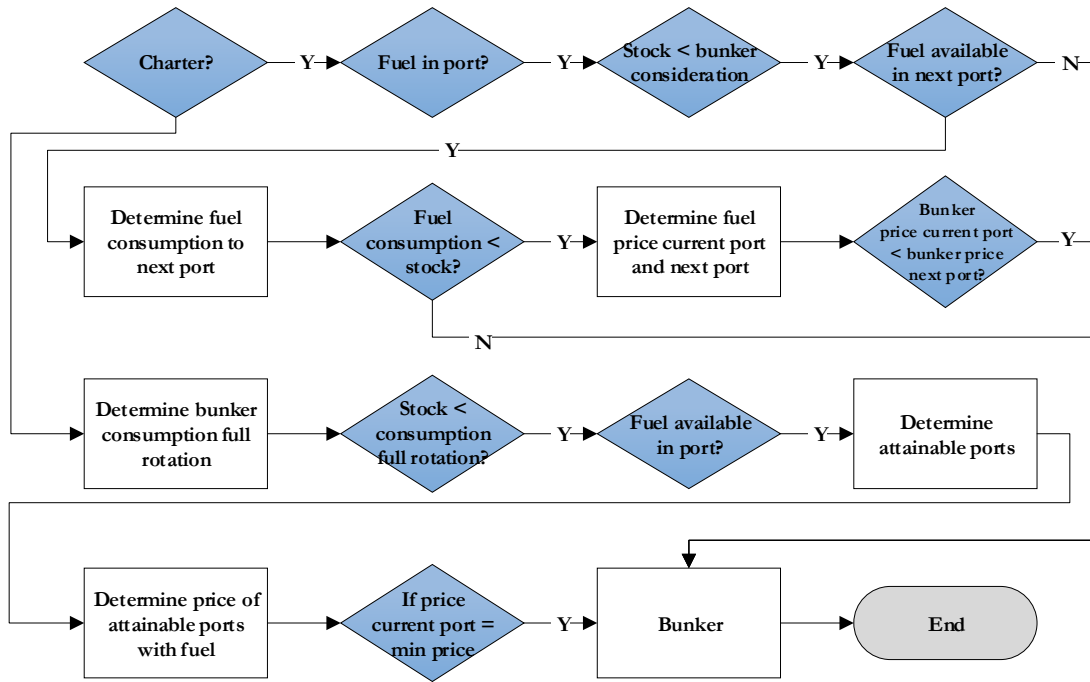 Charter?
Y
Fuel in port?
Y
Stock < bunker
consideration
Y
Fuel available
in next port?
N
Y
Determine fuel
consumption to
next port
Fuel
consumption <
stock?
Y
Determine fuel
price current port
and next port
Bunker
price current port
< bunker price
next port?
Y
N
Determine bunker
consumption full
rotation
Stock <
consumption
full rotation?
Y
Fuel available
in port?
Y
Determine
attainable ports
Determine price of
attainable ports
with fuel
If price
current port =
min price
Y
Bunker
End